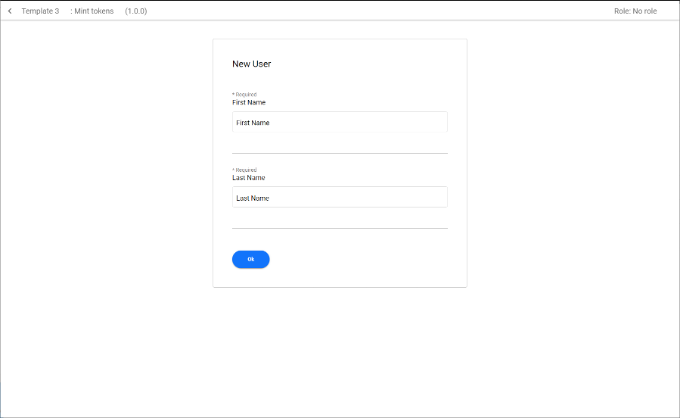 Template 3 : Mint tokens (1.0.0) Role: No role
New User
* Required
First Name
First Name
* Required
Last Name
Last Name
Ok